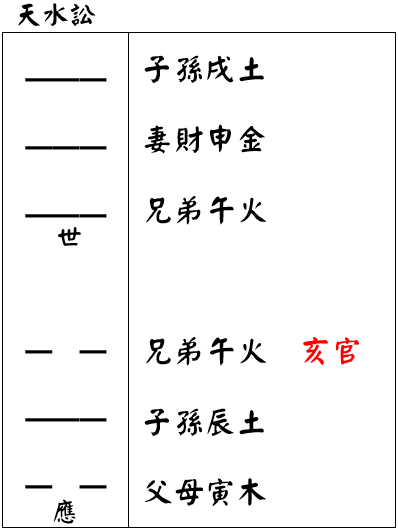 天水訟
子孫戌土
妻財申金
兄弟午火
世
兄弟午火 亥官
子孫辰土
父母寅木
應